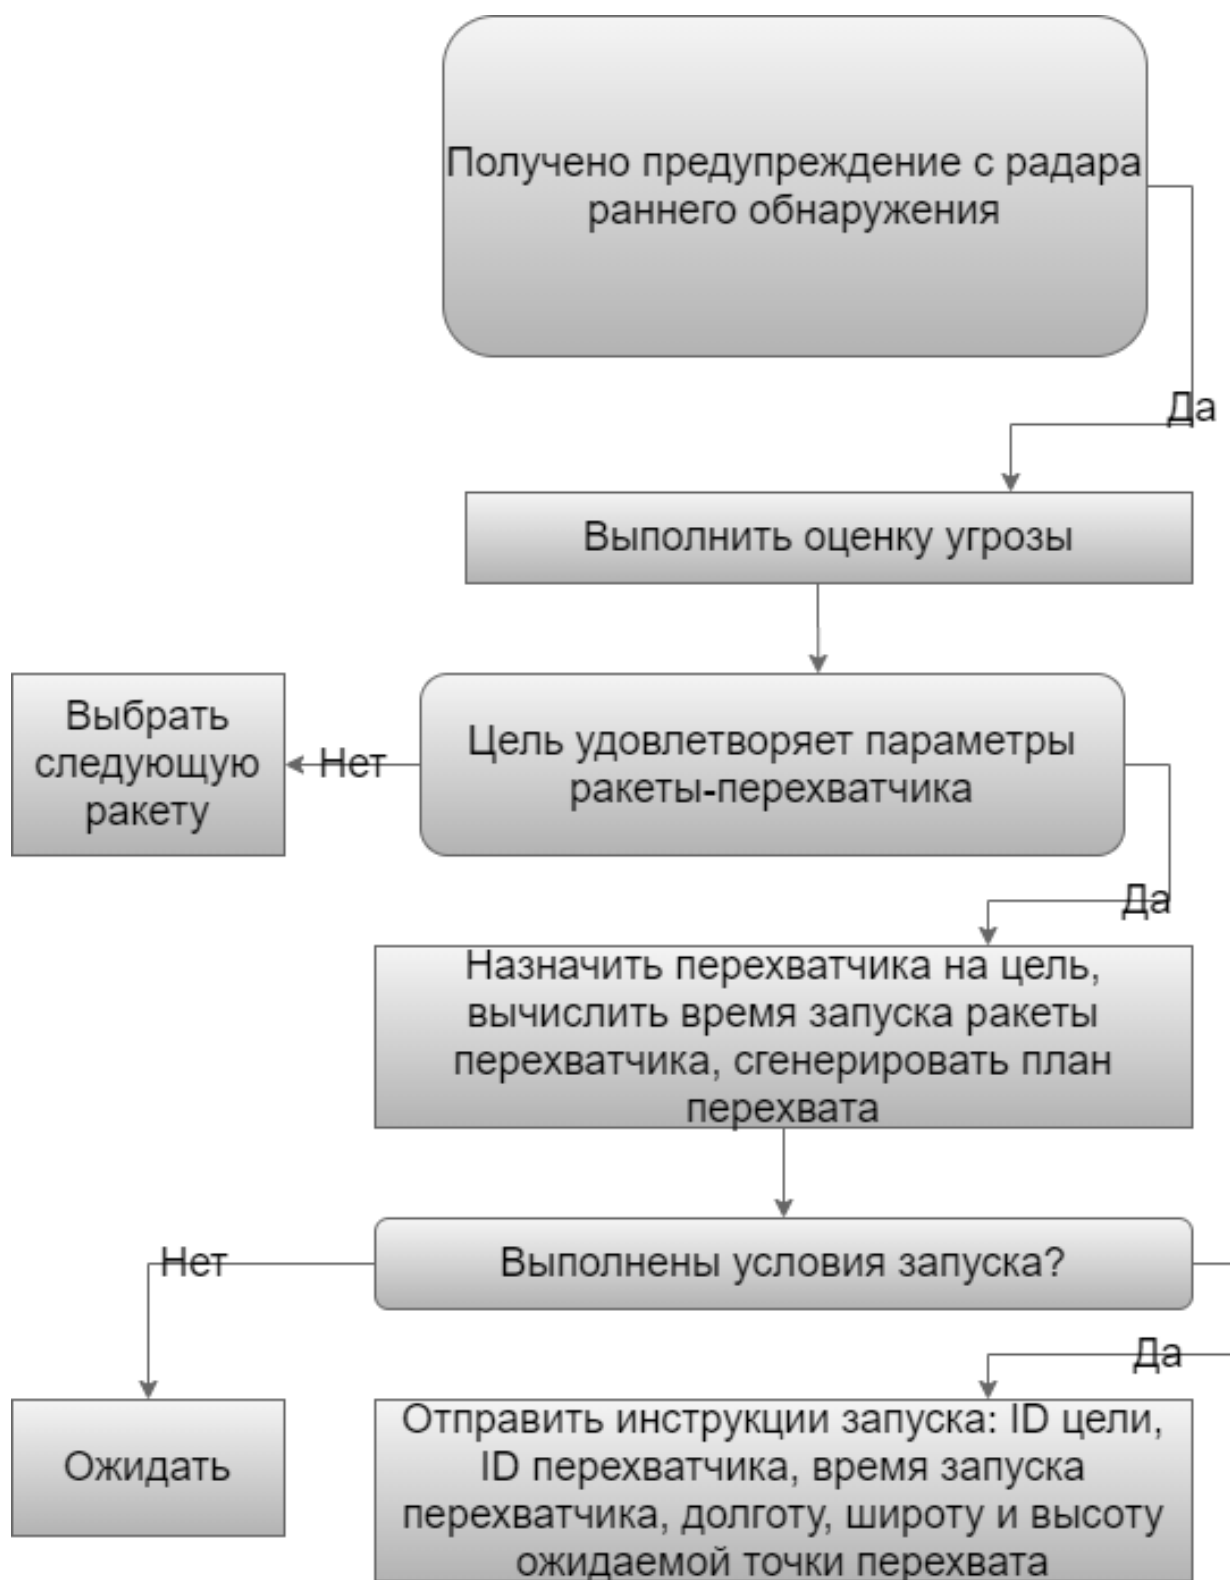 Получено предупреждение с радара
раннего обнаружения
Да
Выполнить оценку угрозы
Выбрать
следующую
ракету
Нет
Цель удовлетворяет параметры
ракеты-перехватчика
Да
Назначить перехватчика на цель,
вычислить время запуска ракеты
перехватчика, сгенерировать план
перехвата
Нет
Выполнены условия запуска?
Да
Ожидать
Отправить инструкции запуска: ID цели,
ID перехватчика, время запуска
перехватчика, долготу, широту и высоту
ожидаемой точки перехвата